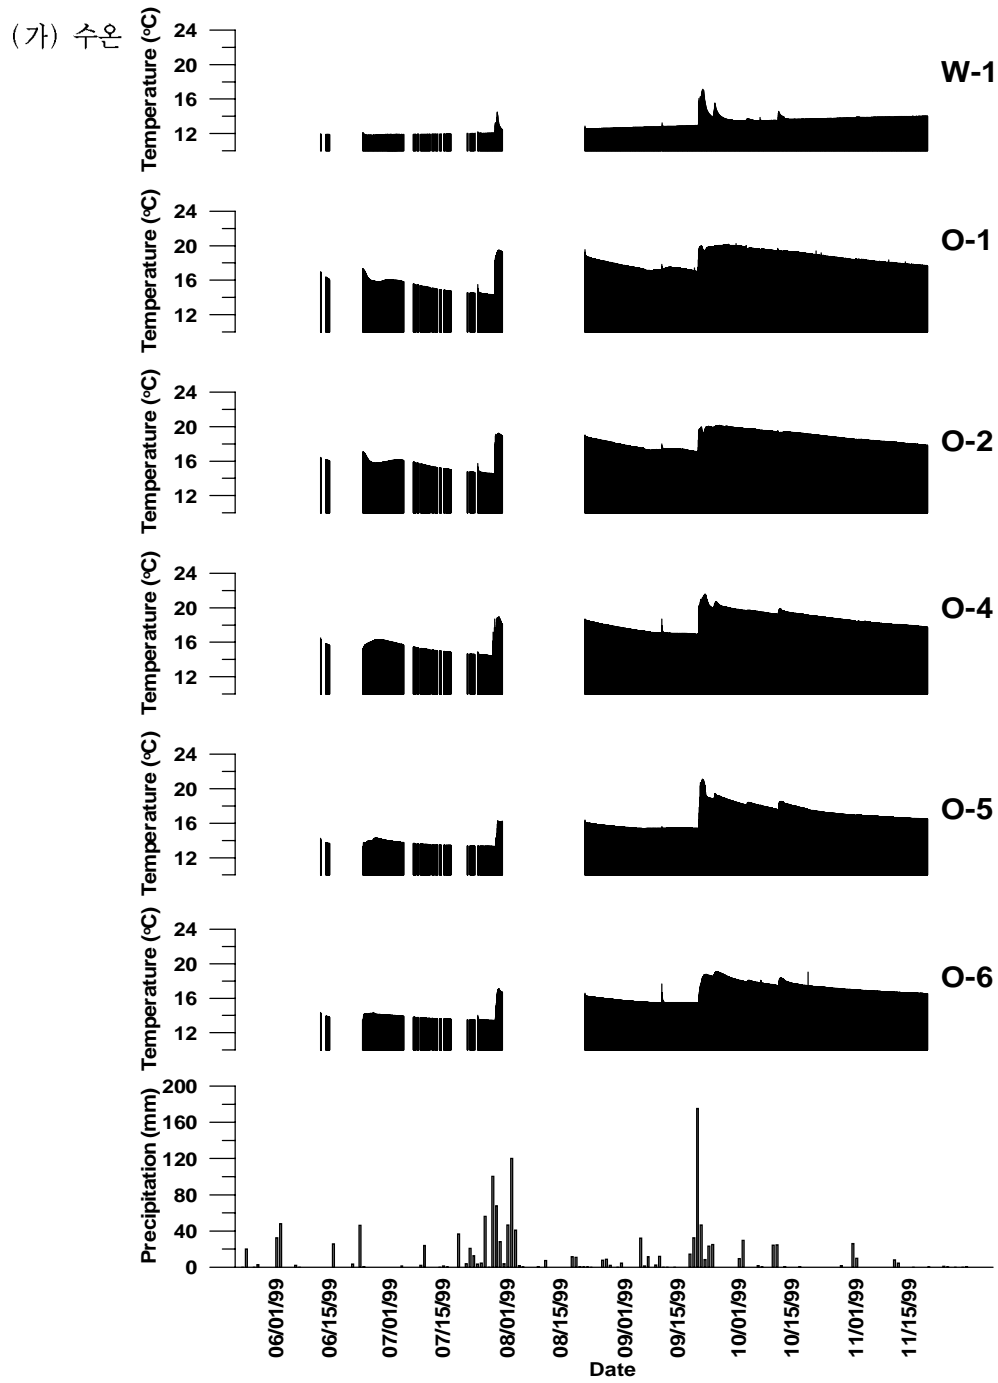 (가) 수온
Temperature (°C)
24
20
16
12
W-1
Temperature (°C)
24
20
16
12
O-1
Temperature (°C)
24
20
16
12
O-2
Temperature (°C)
24
20
16
12
O-4
Temperature (°C)
24
20
16
12
O-5
Temperature (°C)
24
20
16
12
O-6
Precipitation (mm)
200
160
120
80
40
0
06/01/99 06/15/99 07/01/99 07/15/99 08/01/99 08/15/99 09/01/99 09/15/99 10/01/99 10/15/99 11/01/99 11/15/99
Date